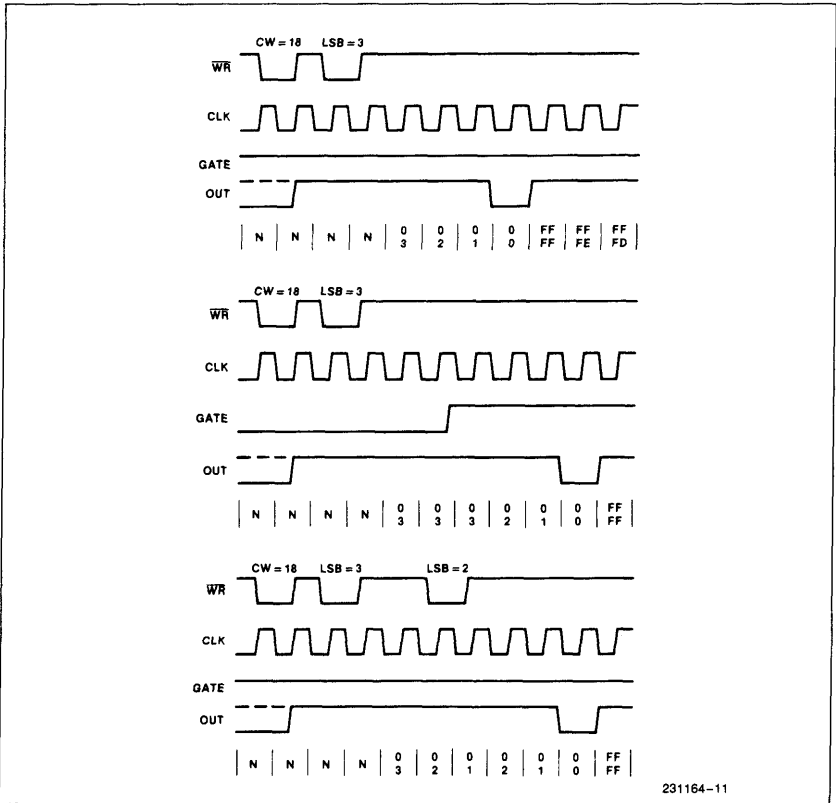 CW = 18 LSB = 3
WR
CLK
GATE
OUT
N N N N 0 0 0 0 FF FF FF
3 2 1 0 FF FE FD
CW = 18 LSB = 3
WR
CLK
GATE
OUT
N N N N 0 0 0 0 0 0 FF
3 3 3 2 1 0 FF
CW = 18 LSB = 3 LSB = 2
WR
CLK
GATE
OUT
N N N N 0 0 0 0 0 0 FF
3 2 1 2 1 0 FF
231164-11